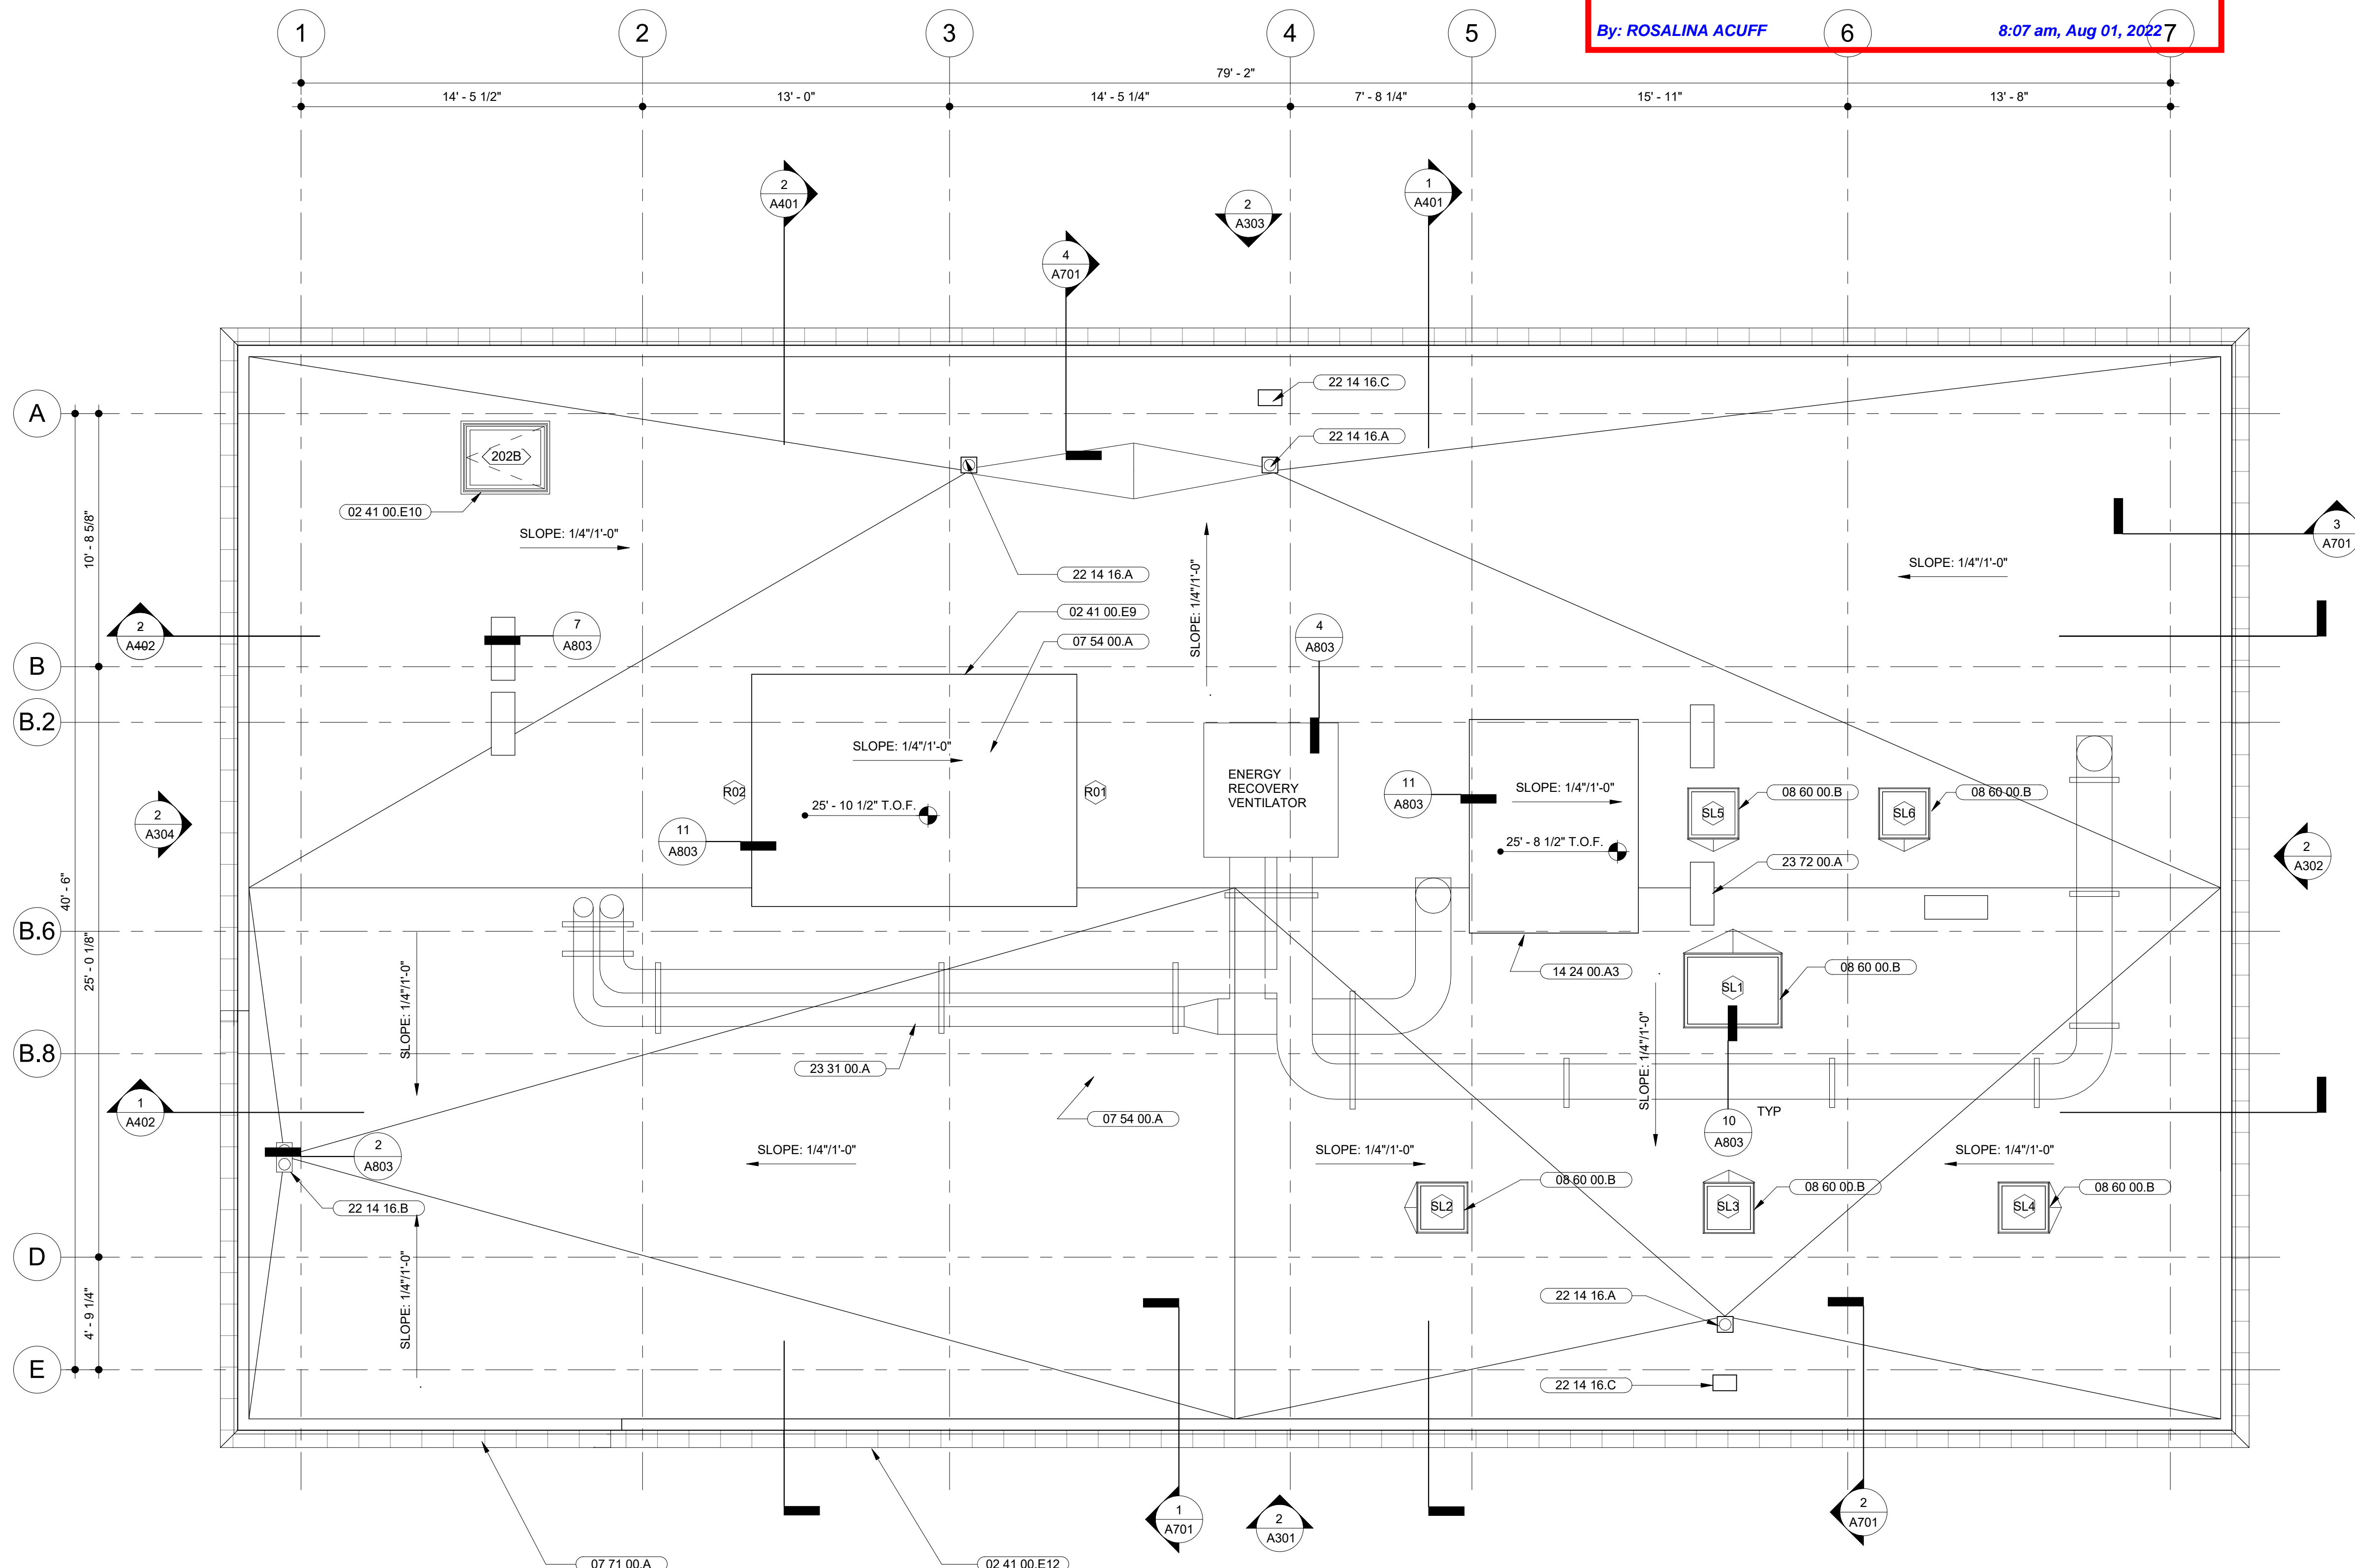 By: ROSALINA ACUFF 8:07 am, Aug 01, 2022
1 2 3 4 5 6 7
79' - 2"
14' - 5 1/2" 13' - 0" 14' - 5 1/4" 7' - 8 1/4" 15' - 11" 13' - 8"
2
A401
1
A401
2
A303
4
A701
22 14 16.C
A
22 14 16.A
202B
02 41 00.E10
10' - 8 5/8"
SLOPE: 1/4"/1'-0"
3
A701
22 14 16.A
SLOPE: 1/4"/1'-0"
SLOPE: 1/4"/1'-0"
02 41 00.E9
2
A402
7
A803
07 54 00.A
4
A803
B
B.2
SLOPE: 1/4"/1'-0"
ENERGY
RECOVERY
VENTILATOR
R02
R01
11
A803
SLOPE: 1/4"/1'-0"
08 60 00.B
08 60 00.B
SL5
SL6
25' - 10 1/2" T.O.F.
2
A304
11
A803
25' - 8 1/2" T.O.F.
23 72 00.A
2
A302
40' - 6"
B.6
25' - 0 1/8"
14 24 00.A3
08 60 00.B
SL1
SLOPE: 1/4"/1'-0"
SLOPE: 1/4"/1'-0"
B.8
23 31 00.A
1
A402
07 54 00.A
10
A803
TYP
2
A803
SLOPE: 1/4"/1'-0"
SLOPE: 1/4"/1'-0"
SLOPE: 1/4"/1'-0"
08 60 00.B
08 60 00.B
08 60 00.B
22 14 16.B
SL2
SL3
SL4
D
SLOPE: 1/4"/1'-0"
4' - 9 1/4"
22 14 16.A
E
22 14 16.C
1
A701
2
A301
2
A701
07 71 00.A
02 41 00.E12